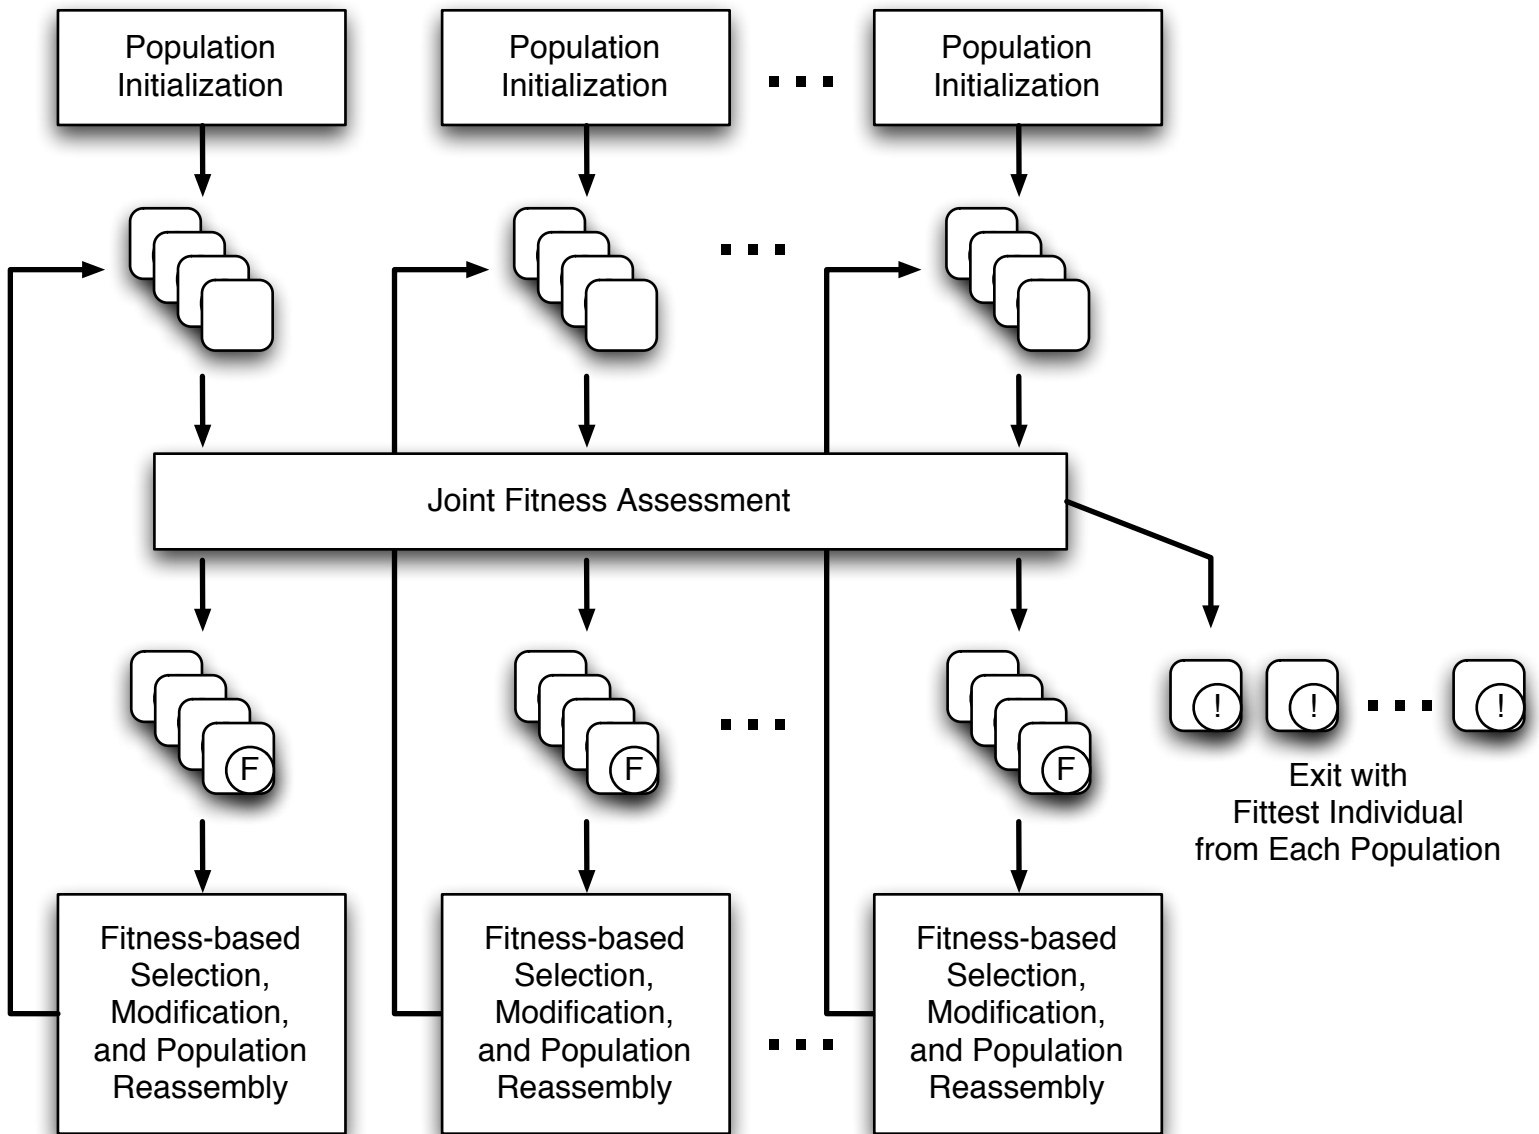 Population
Initialization
Population
Initialization
Population
Initialization
Joint Fitness Assessment
F
F
F
!
!
!
Exit with
Fittest Individual
from Each Population
Fitness-based
Selection,
Modification,
and Population
Reassembly
Fitness-based
Selection,
Modification,
and Population
Reassembly
Fitness-based
Selection,
Modification,
and Population
Reassembly